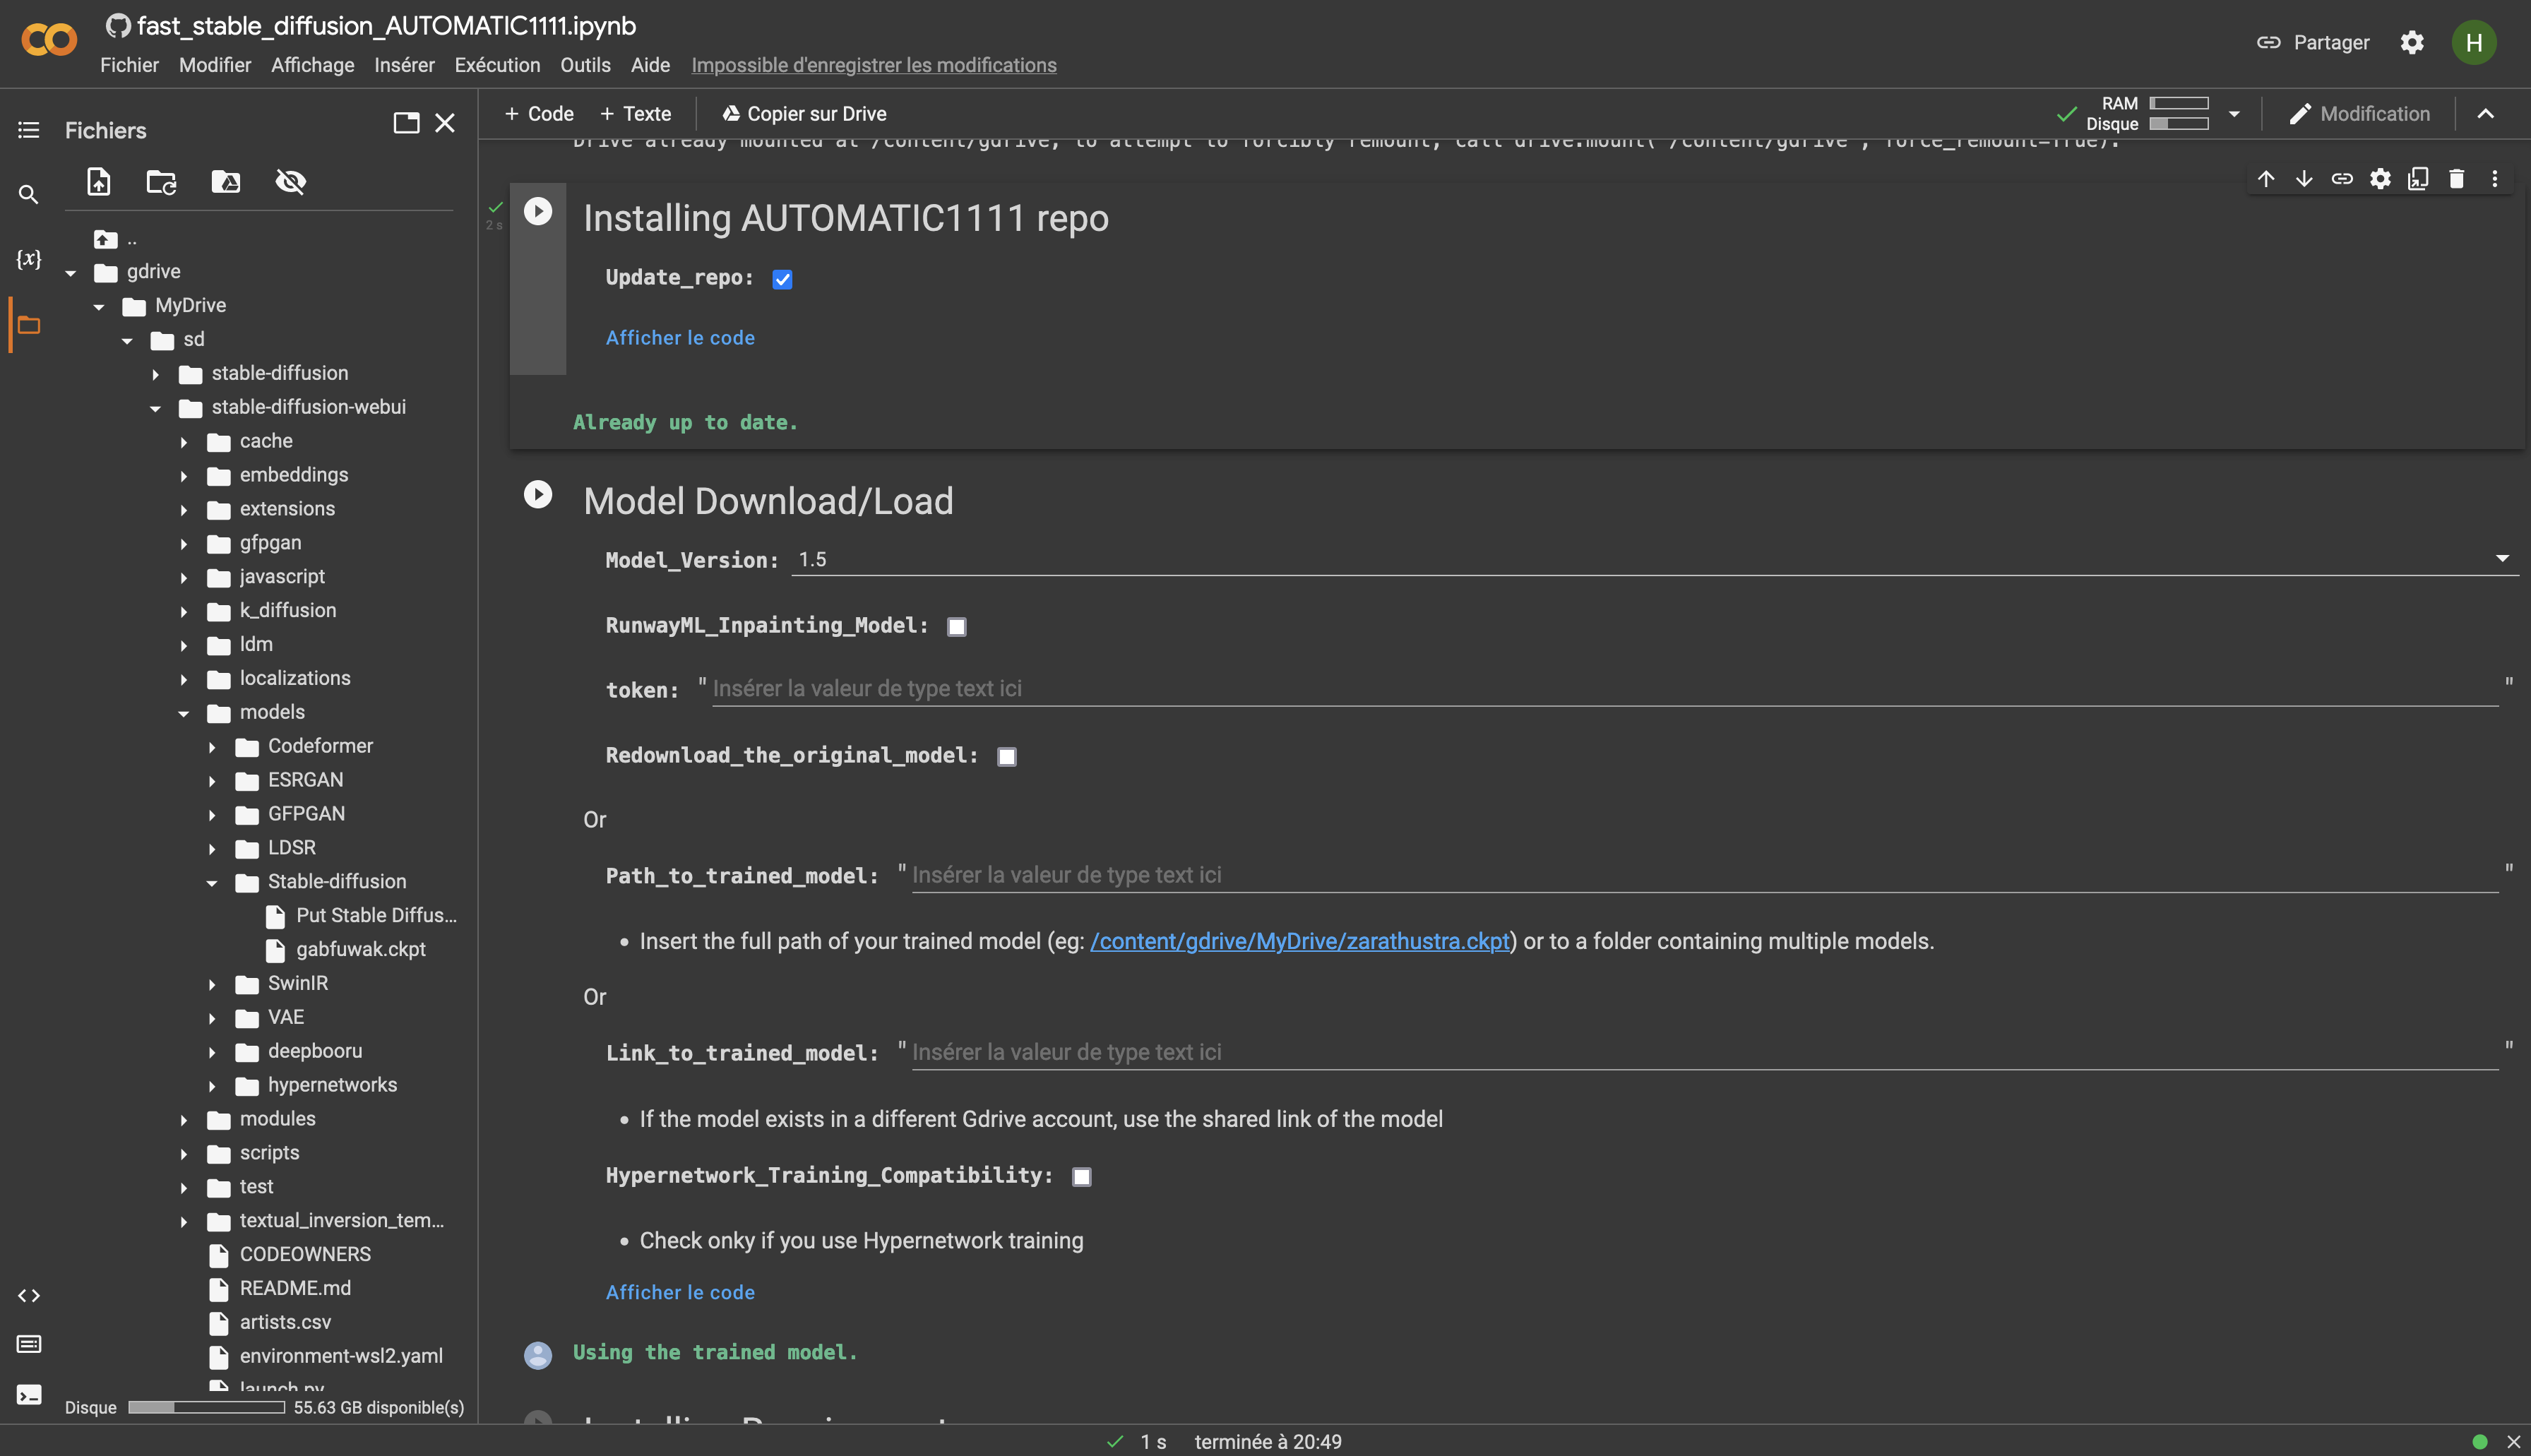 fast_stable_diffusion_AUTOMATIC1111.ipynb
Fichier Modifier Affichage Insérer Exécution Outils Aide Impossible d'enregistrer les modifications
Partager
H
Fichiers
+ Code + Texte Copier sur Drive
RAM
Disque
Modification
{x}
..
gdrive
MyDrive
sd
stable-diffusion
stable-diffusion-webui
cache
embeddings
extensions
gfpgan
javascript
k_diffusion
ldm
localizations
models
Codeformer
ESRGAN
GFPGAN
LDSR
Stable-diffusion
Put Stable Diffus...
gabfuwak.ckpt
SwinIR
VAE
deepbooru
hypernetworks
modules
scripts
test
textual_inversion_tem...
CODEOWNERS
README.md
artists.csv
environment-wsl2.yaml
launch.py
Disque 55.63 GB disponible(s)
Drive already mounted at /content/gdrive; to attempt to forcibly remount, call drive.mount("/content/gdrive", force_remount=True).
2 s
Installing AUTOMATIC1111 repo
Update_repo:
Afficher le code
Already up to date.
Model Download/Load
Model_Version: 1.5
RunwayML_Inpainting_Model:
token: " Insérer la valeur de type text ici "
Redownload_the_original_model:
Or
Path_to_trained_model: " Insérer la valeur de type text ici "
• Insert the full path of your trained model (eg: /content/gdrive/MyDrive/zarathustra.ckpt) or to a folder containing multiple models.
Or
Link_to_trained_model: " Insérer la valeur de type text ici "
• If the model exists in a different Gdrive account, use the shared link of the model
Hypernetwork_Training_Compatibility:
• Check onky if you use Hypernetwork training
Afficher le code
Using the trained model.
1 s terminée à 20:49